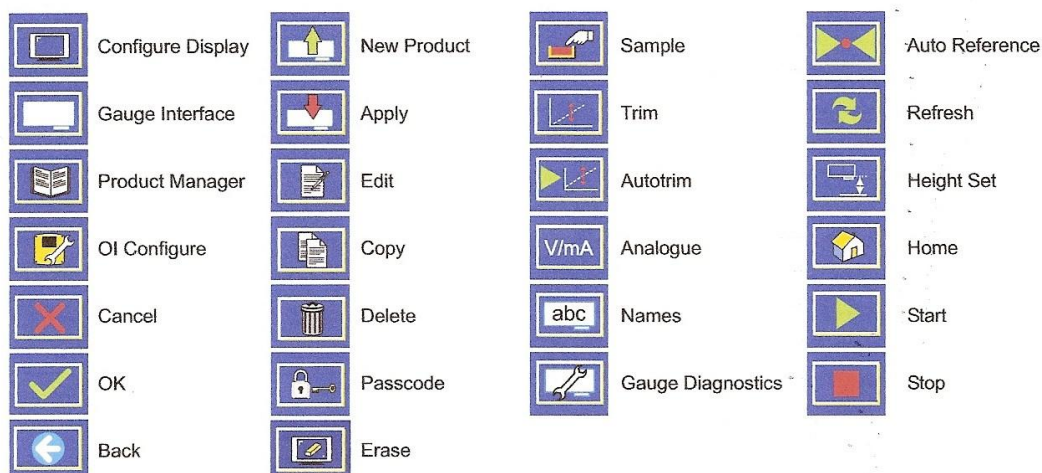 Configure Display
Gauge Interface
Product Manager
OI Configure
Cancel
OK
Back
New Product
Apply
Edit
Copy
Delete
Passcode
Erase
Sample
Trim
Autotrim
V/mA Analogue
abc Names
Gauge Diagnostics
Auto Reference
Refresh
Height Set
Home
Start
Stop